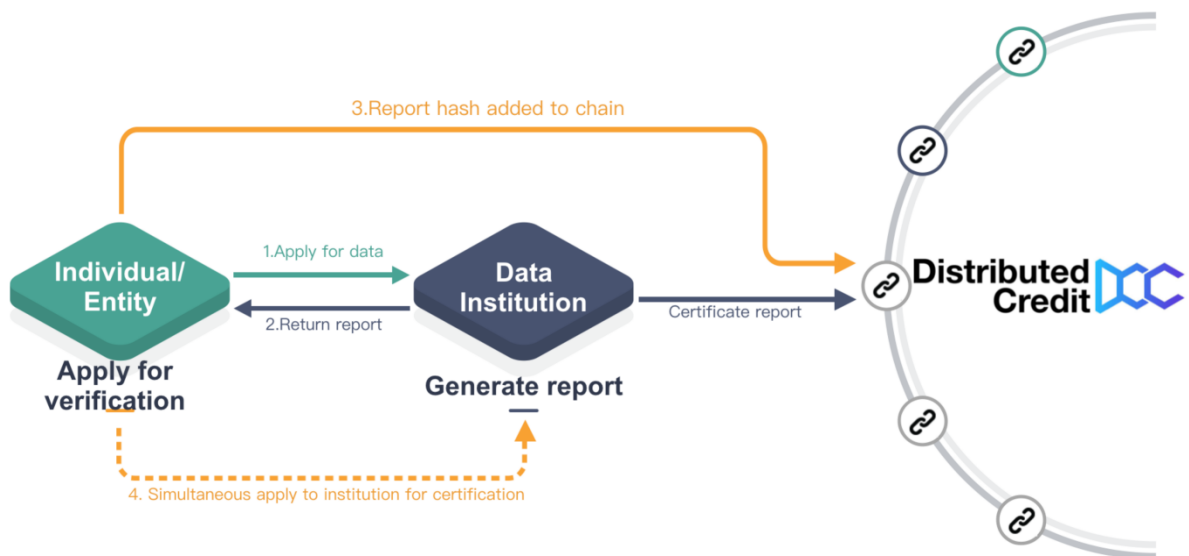 3.Report hash added to chain
1.Apply for data
Individual/
Entity
Data
Institution
Distributed
Credit
DCC
2.Return report
Certificate report
Apply for
verification
Generate report
4. Simultaneous apply to institution for certification